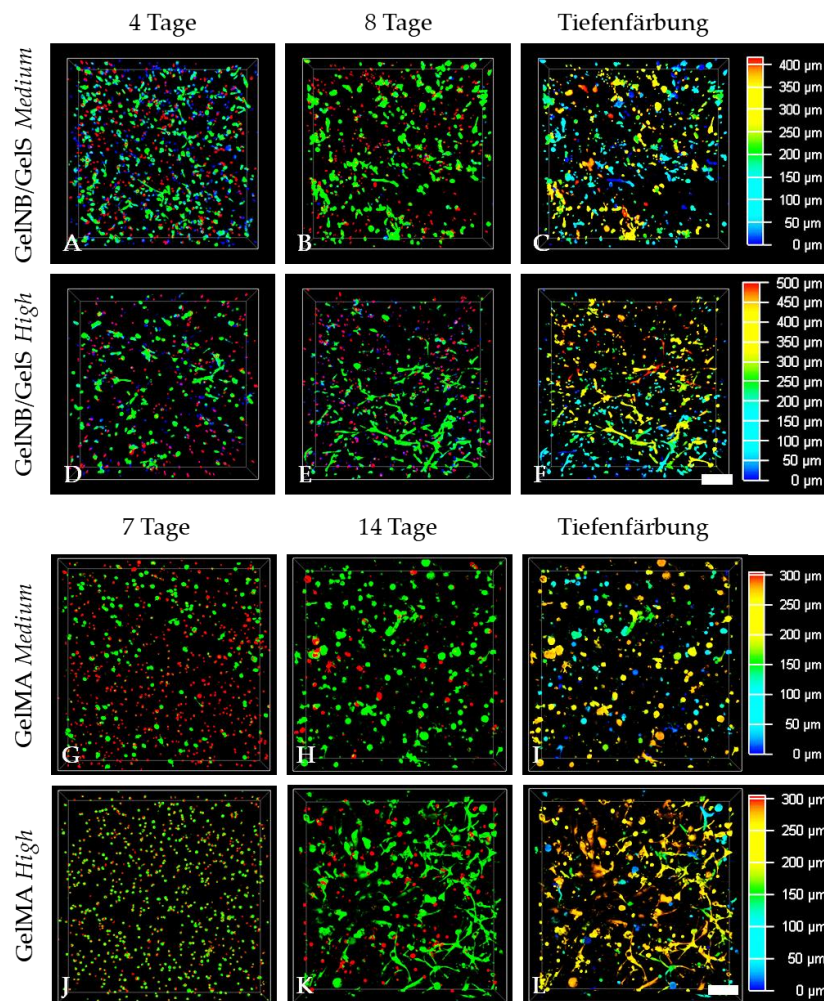 4 Tage 8 Tage Tiefenfärbung
GelNB/GelS Medium
A
B
C
400 µm
350 µm
300 µm
250 µm
200 µm
150 µm
100 µm
50 µm
0 µm
GelNB/GelS High
D
E
F
500 µm
450 µm
400 µm
350 µm
300 µm
250 µm
200 µm
150 µm
100 µm
50 µm
0 µm
7 Tage 14 Tage Tiefenfärbung
GelMA Medium
G
H
I
300 µm
250 µm
200 µm
150 µm
100 µm
50 µm
0 µm
GelMA High
J
K
L
300 µm
250 µm
200 µm
150 µm
100 µm
50 µm
0 µm